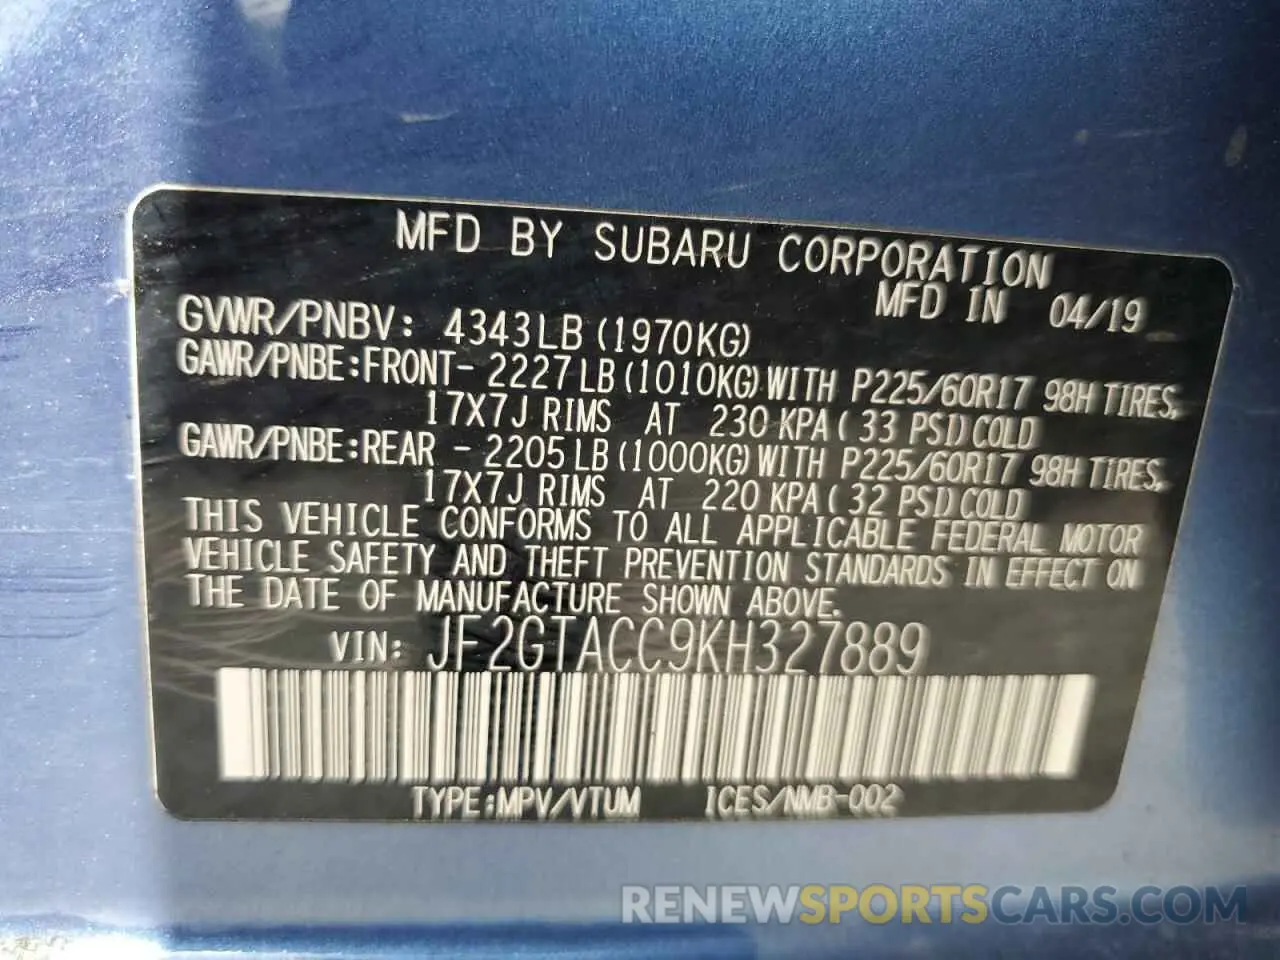 MFD BY SUBARU CORPORATION
MFD IN 04/19
GVWR/PNBV: 4343LB (1970KG)
GAWR/PNBE:FRONT- 2227LB(1010KG)WITH P225/60R17 98H TIRES,
17X7J RIMS AT 230 KPA( 33 PSI)COLD
GAWR/PNBE:REAR - 2205LB(1000KG)WITH P225/60R17 98H TIRES,
17X7J RIMS AT 220 KPA( 32 PSI)COLD
THIS VEHICLE CONFORMS TO ALL APPLICABLE FEDERAL MOTOR
VEHICLE SAFETY AND THEFT PREVENTION STANDARDS IN EFFECT ON
THE DATE OF MANUFACTURE SHOWN ABOVE.
VIN: JF2GTACC9KH327889
TYPE:MPV/VTUM ICES/NMB-002
RENEWSPORTSCARS.COM